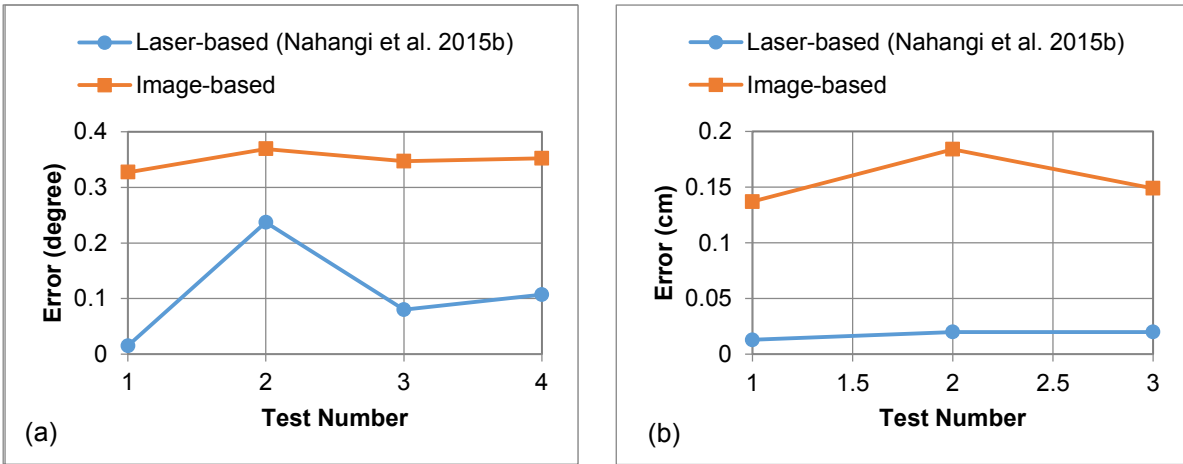 Laser-based (Nahangi et al. 2015b)
Image-based
0.4
0.3
0.2
0.1
0
Error (degree)
1 2 3 4
Test Number
(a)
Laser-based (Nahangi et al. 2015b)
Image-based
0.2
0.15
0.1
0.05
0
Error (cm)
1 1.5 2 2.5 3
Test Number
(b)